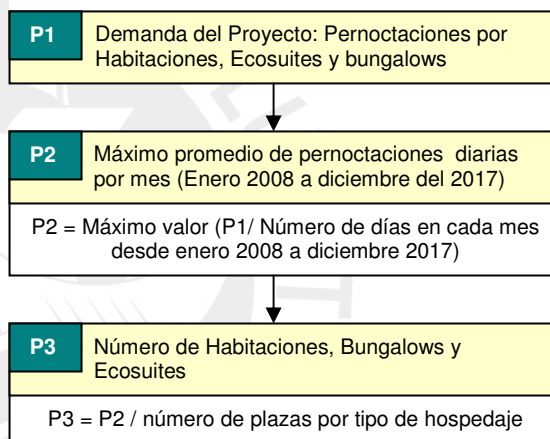 P1
Demanda del Proyecto: Pernoctaciones por
Habitaciones, Ecosuites y bungalows
P2
Máximo promedio de pernoctaciones diarias
por mes (Enero 2008 a diciembre del 2017)
P2 = Máximo valor (P1/ Número de días en cada mes
desde enero 2008 a diciembre 2017)
P3
Número de Habitaciones, Bungalows y
Ecosuites
P3 = P2 / número de plazas por tipo de hospedaje